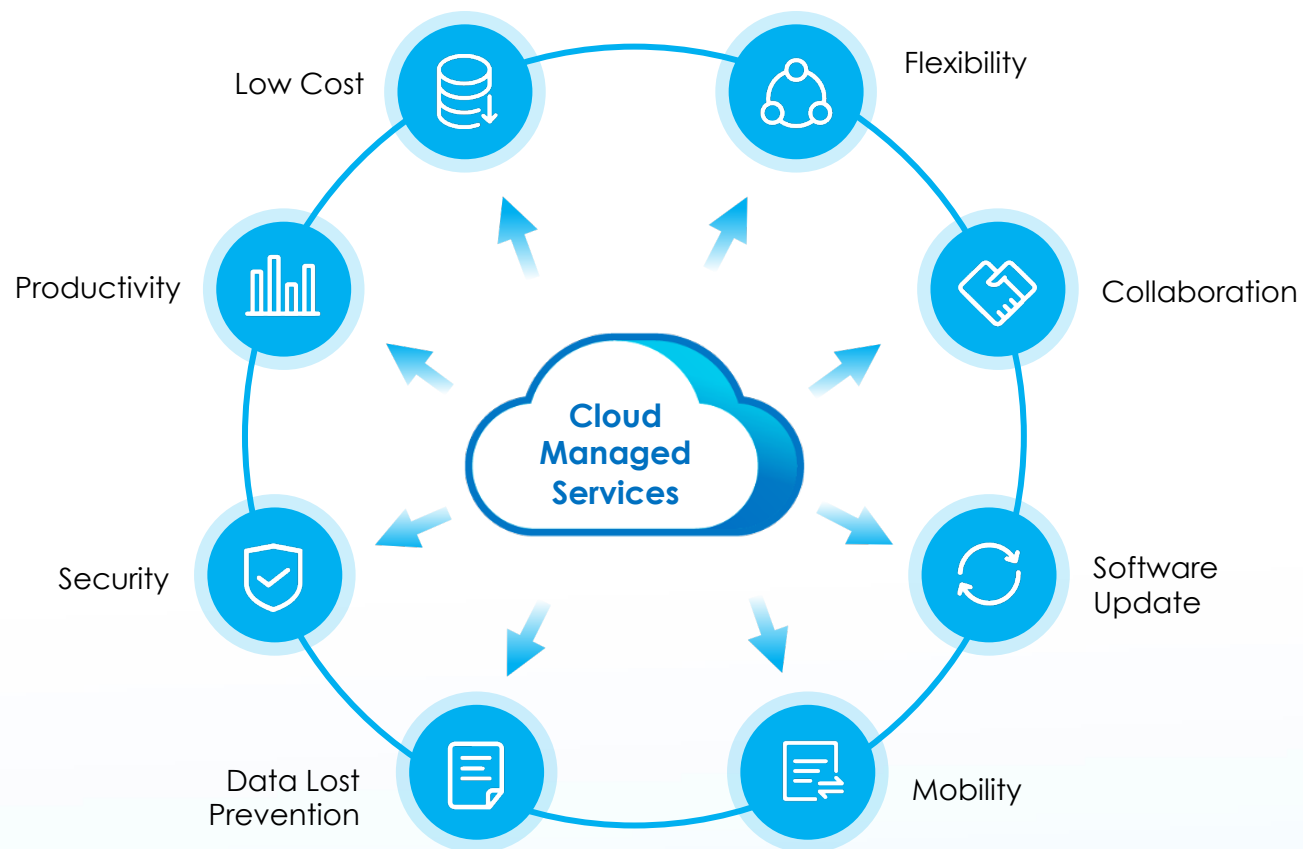 Low Cost
Flexibility
Productivity
Collaboration
Cloud
Managed
Services
Security
Software
Update
Data Lost
Prevention
Mobility